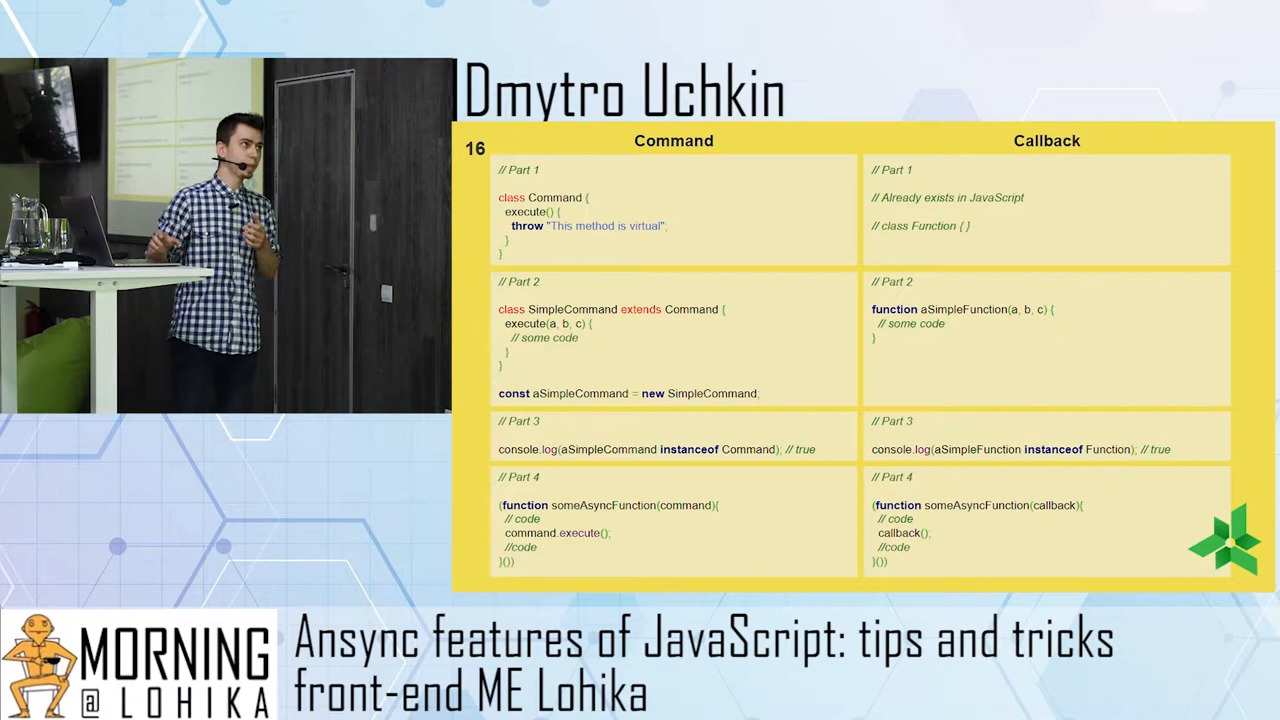 Dmytro Uchkin
16
Command
Callback
// Part 1
class Command {
execute() {
throw "This method is virtual";
}
}
// Part 1
// Already exists in JavaScript
// class Function { }
// Part 2
class SimpleCommand extends Command {
execute(a, b, c) {
// some code
}
}
const aSimpleCommand = new SimpleCommand;
// Part 2
function aSimpleFunction(a, b, c) {
// some code
}
// Part 3
console.log(aSimpleCommand instanceof Command); // true
// Part 3
console.log(aSimpleFunction instanceof Function); // true
// Part 4
(function someAsyncFunction(command){
// code
command.execute();
//code
}())
// Part 4
(function someAsyncFunction(callback){
// code
callback();
//code
}())
MORNING
@ LOHIKA
Ansync features of JavaScript: tips and tricks
front-end ME Lohika